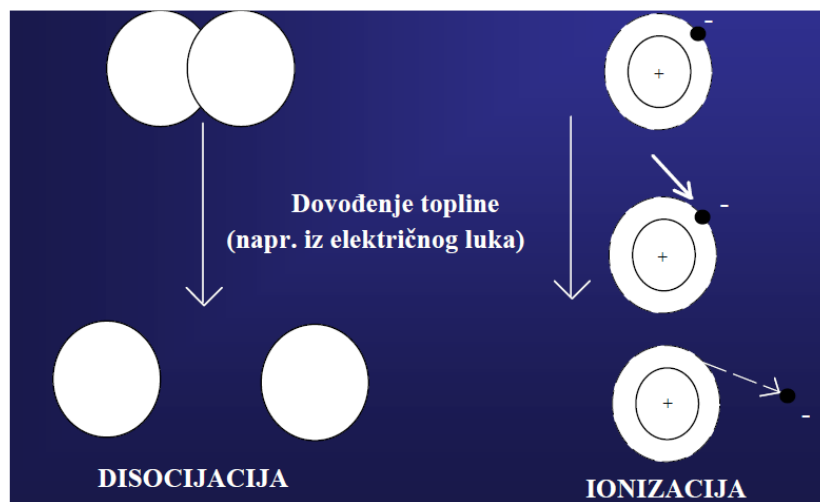 -
+
Dovođenje topline
(napr. iz električnog luka)
-
+
+
-
DISOCIJACIJA
IONIZACIJA